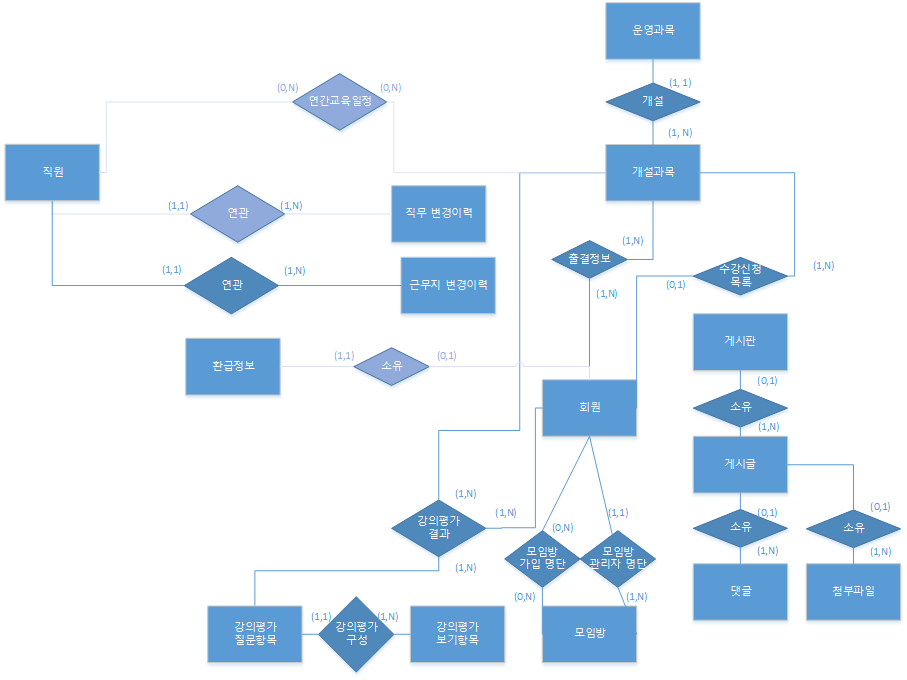 운영과목
(1, 1)
개설
(1, N)
개설과목
(0,N)
연간교육일정
(0,N)
직원
(1,1)
연관
(1,N)
직무 변경이력
(1,1)
연관
(1,N)
근무지 변경이력
출결정보
(1,N)
(1,N)
(0,1)
수강신청
목록
(1,N)
환급정보
(1,1)
소유
(0,1)
회원
게시판
(0,1)
소유
(1,N)
게시글
(0,1)
소유
(1,N)
댓글
(0,1)
소유
(1,N)
첨부파일
(1,N)
강의평가
결과
(1,N)
(1,N)
(0,N)
모임방
가입 명단
(0,N)
(1,1)
모임방
관리자 명단
(1,N)
모임방
강의평가
질문항목
(1,1)
강의평가
구성
(1,N)
강의평가
보기항목